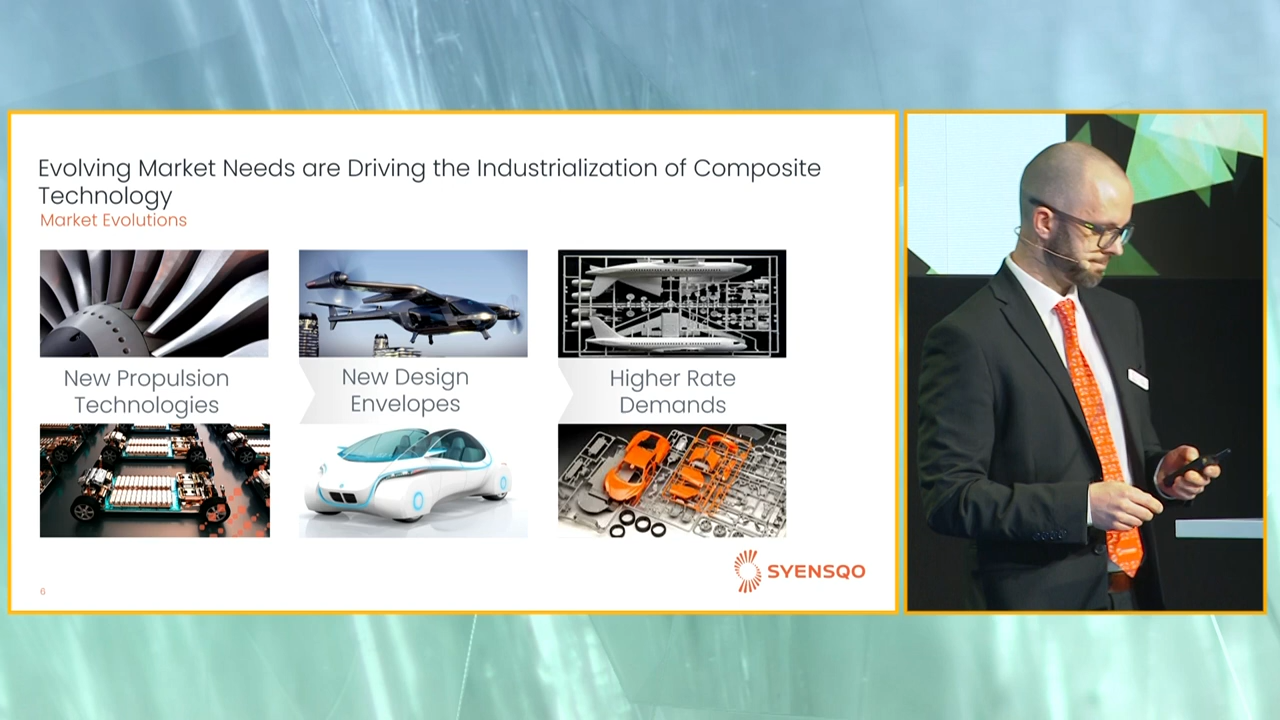 Evolving Market Needs are Driving the Industrialization of Composite
Technology
Market Evolutions
New Propulsion
Technologies
New Design
Envelopes
Higher Rate
Demands
6
SYENSQO